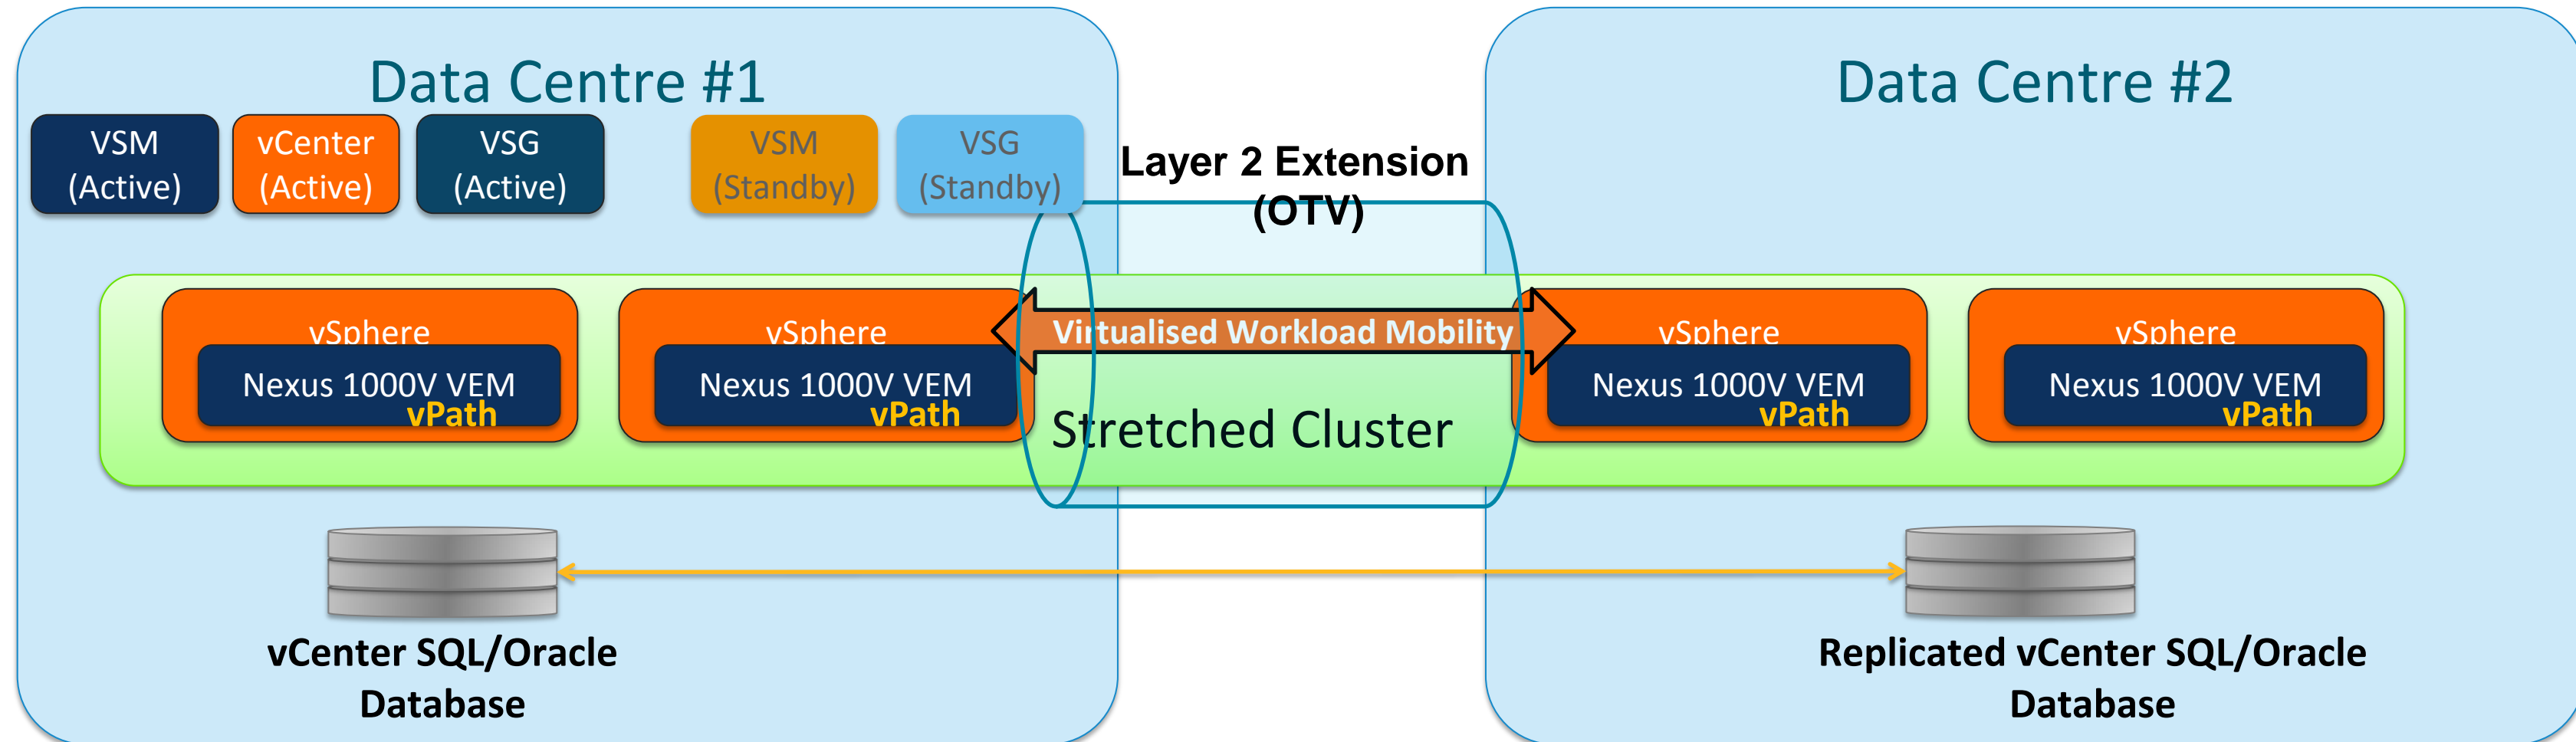 Data Centre #1
Data Centre #2
VSM
(Active)
vCenter
(Active)
VSG
(Active)
VSM
(Standby)
VSG
(Standby)
Layer 2 Extension
(OTV)
vSphere
Nexus 1000V VEM
vPath
vSphere
Nexus 1000V VEM
vPath
Virtualised Workload Mobility
Stretched Cluster
vSphere
Nexus 1000V VEM
vPath
vSphere
Nexus 1000V VEM
vPath
vCenter SQL/Oracle
Database
Replicated vCenter SQL/Oracle
Database